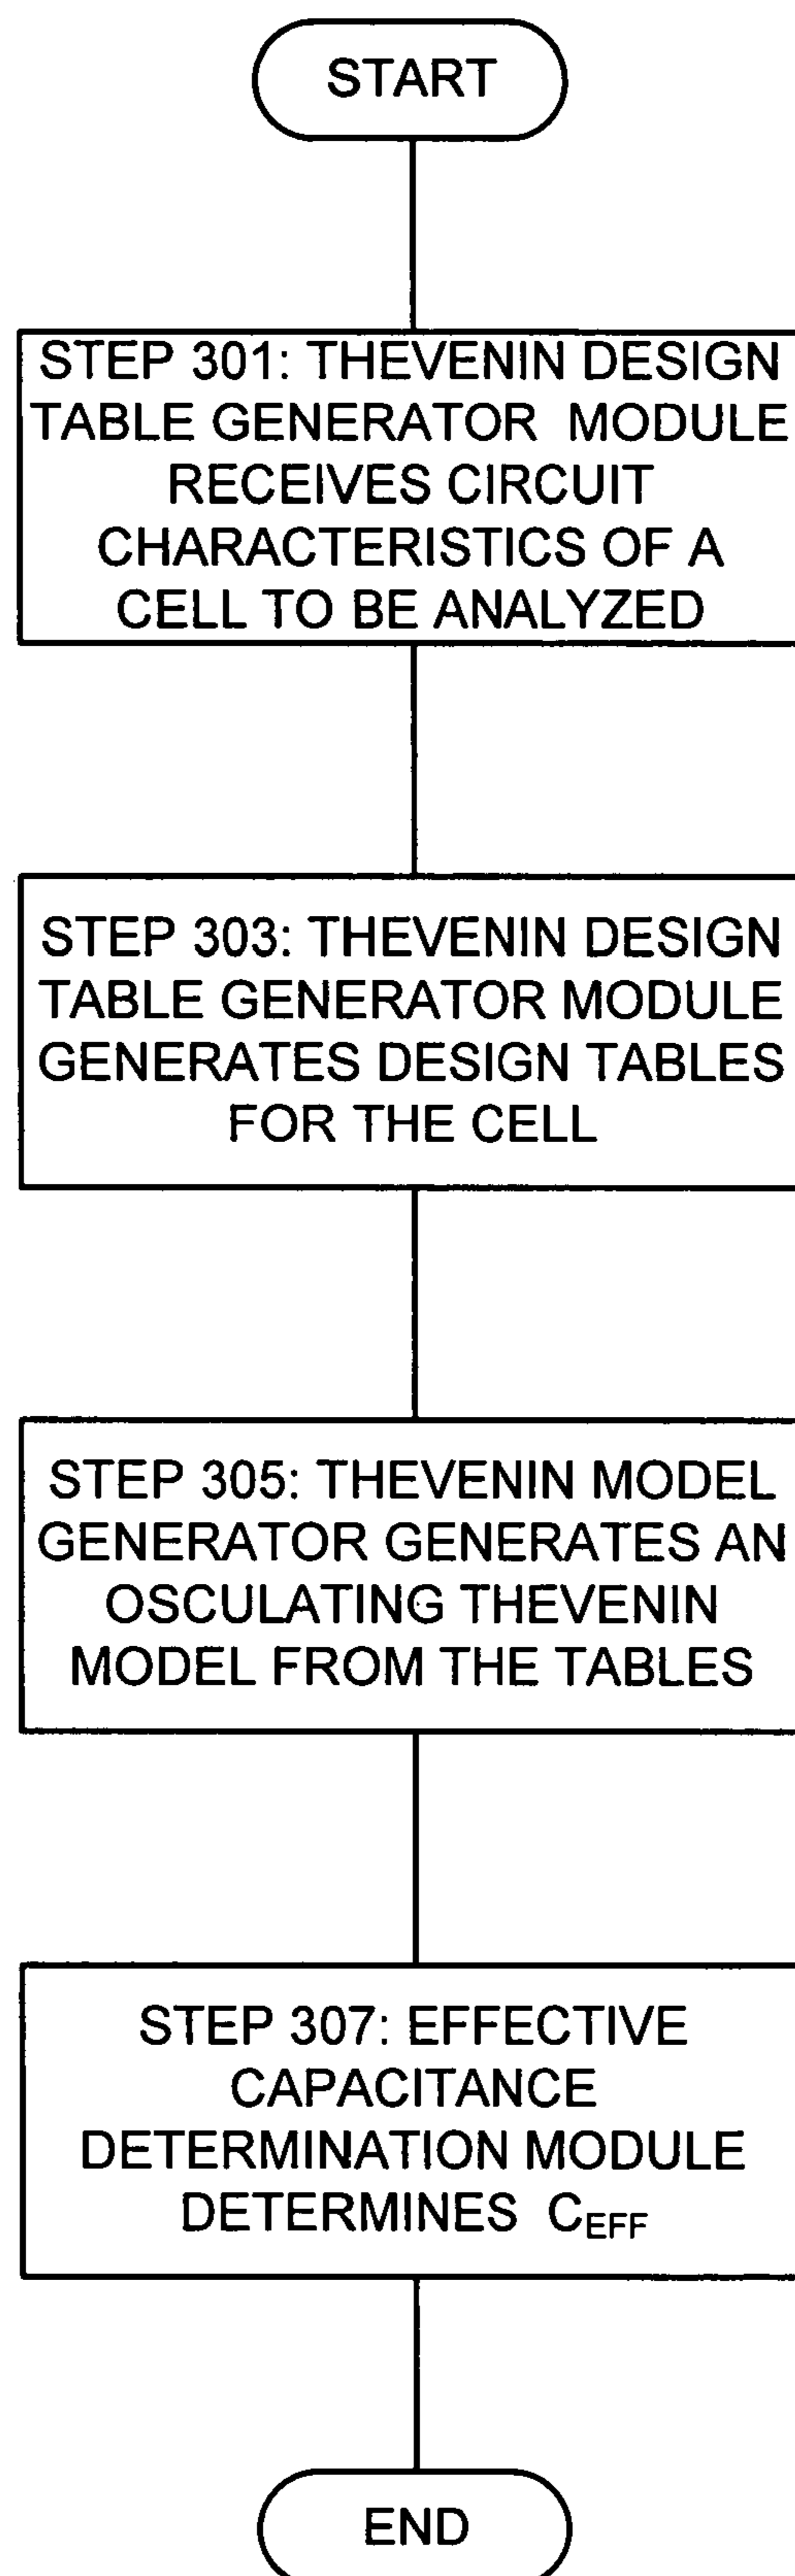 START
STEP 301: THEVENIN DESIGN
TABLE GENERATOR MODULE
RECEIVES CIRCUIT
CHARACTERISTICS OF A
CELL TO BE ANALYZED
STEP 303: THEVENIN DESIGN
TABLE GENERATOR MODULE
GENERATES DESIGN TABLES
FOR THE CELL
STEP 305: THEVENIN MODEL
GENERATOR GENERATES AN
OSCULATING THEVENIN
MODEL FROM THE TABLES
STEP 307: EFFECTIVE
CAPACITANCE
DETERMINATION MODULE
DETERMINES CEFF
END